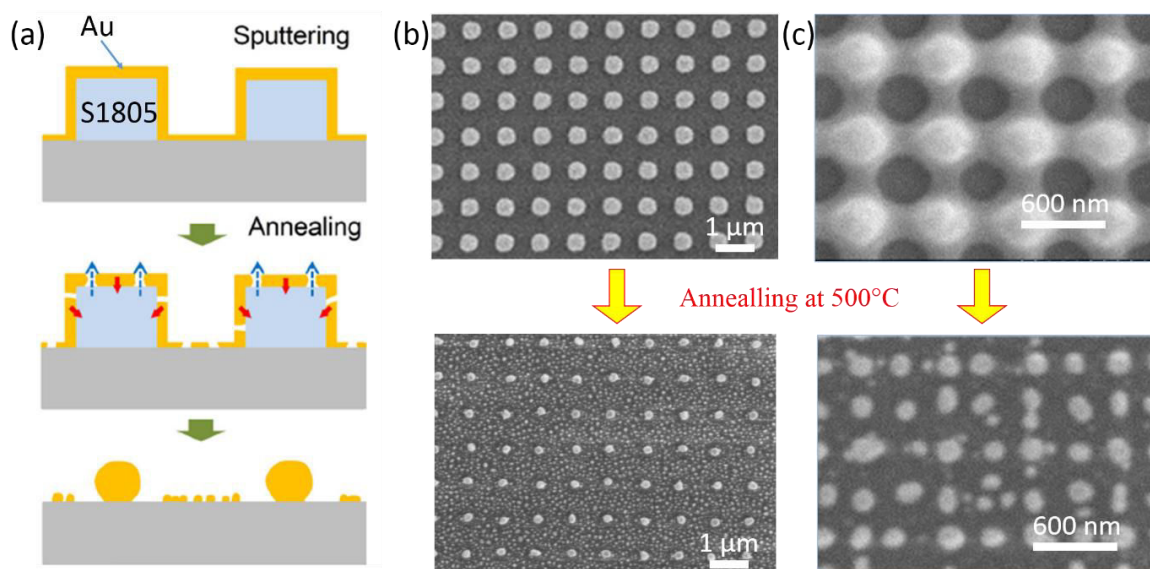 (a)
Au
Sputtering
S1805
Annealing
(b)
1 μm
(c)
600 nm
Annealling at 500°C
1 μm
600 nm